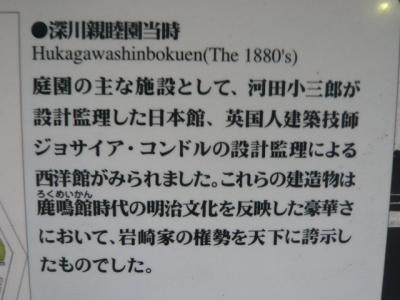 ●深川親睦園当時
Hukagawashinbokuen(The 1880's)
庭園の主な施設として、河田小三郎が
設計監理した日本館、英国人建築技師
ジョサイア・コンドルの設計監理による
西洋館がみられました。これらの建造物は
ろくめいかん
鹿鳴館時代の明治文化を反映した豪華さ
において、岩崎家の権勢を天下に誇示し
たものでした。